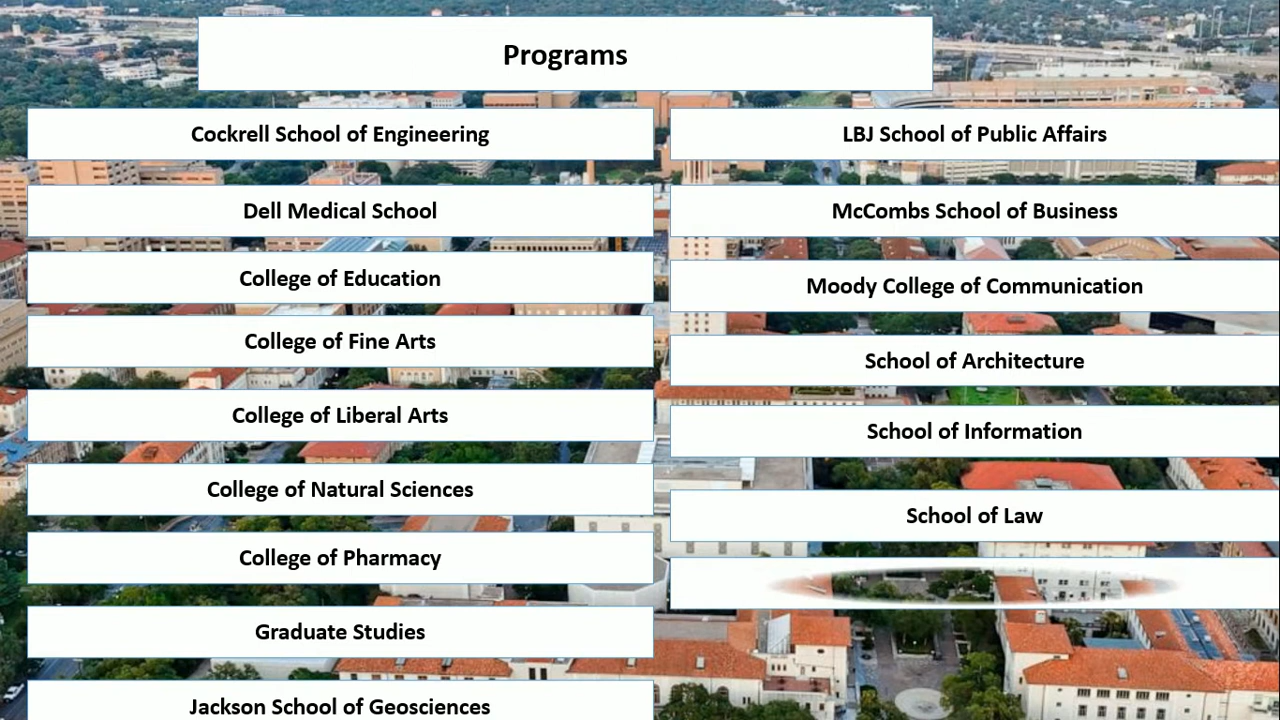 Programs
Cockrell School of Engineering
Dell Medical School
College of Education
College of Fine Arts
College of Liberal Arts
College of Natural Sciences
College of Pharmacy
Graduate Studies
Jackson School of Geosciences
LBJ School of Public Affairs
McCombs School of Business
Moody College of Communication
School of Architecture
School of Information
School of Law